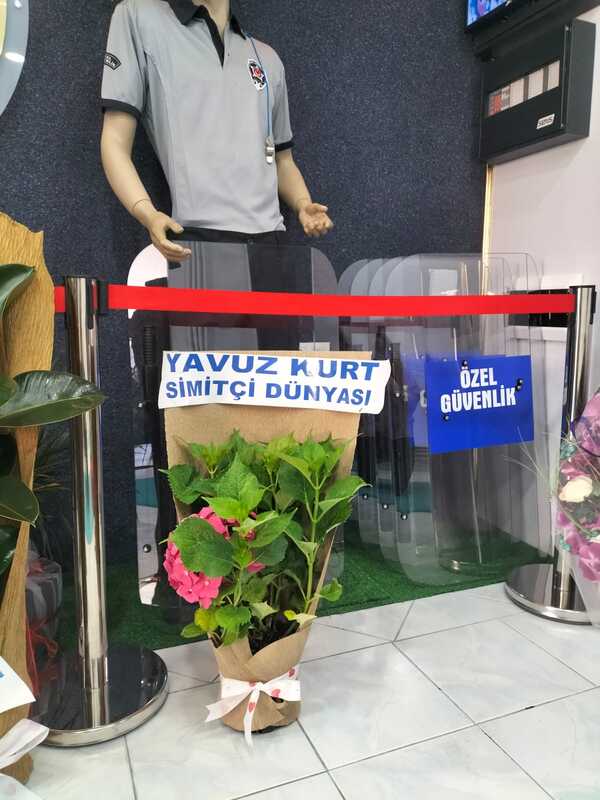 YAVUZ KURT
SİMİTÇİ DÜNYASI
ÖZEL
GÜVENLİK